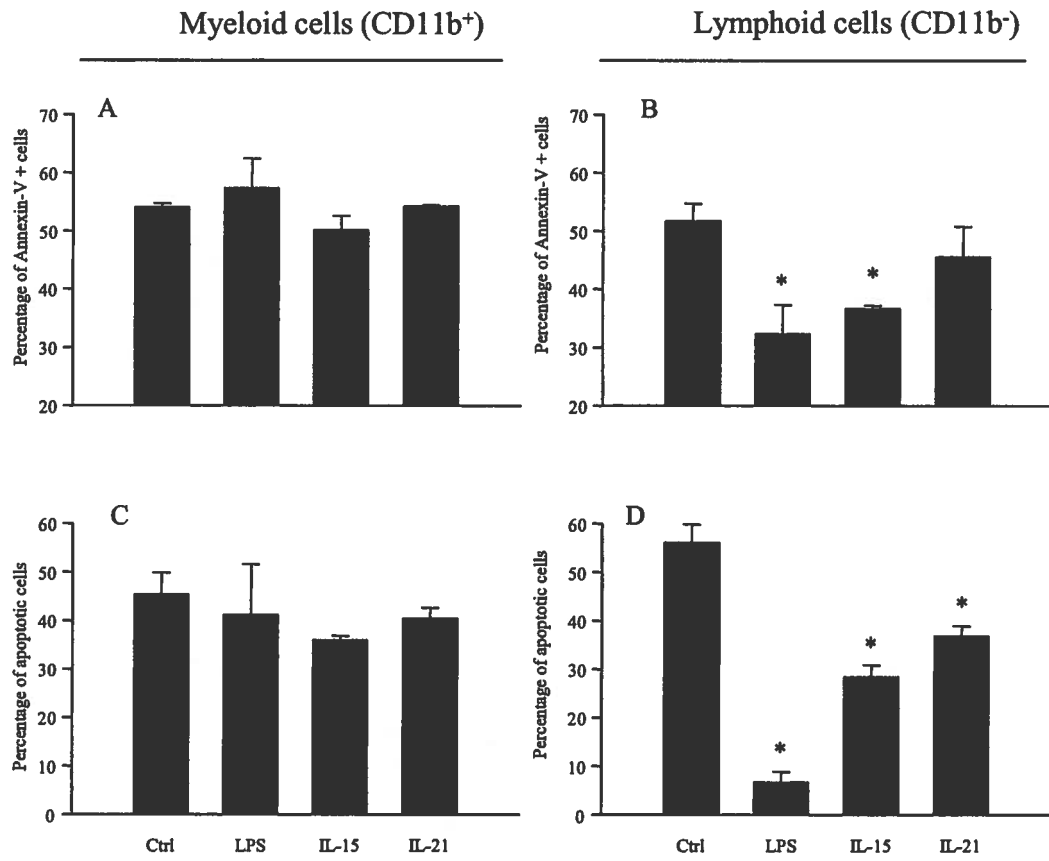 Myeloid cells (CD11b⁺)
Lymphoid cells (CD11b⁻)
A
Percentage of Annexin-V + cells
70
60
50
40
30
20
B
Percentage of Annexin-V + cells
70
60
50
40
30
20
*
*
C
Percentage of apoptotic cells
60
50
40
30
20
10
0
Ctrl
LPS
IL-15
IL-21
D
Percentage of apoptotic cells
60
50
40
30
20
10
0
*
*
*
Ctrl
LPS
IL-15
IL-21